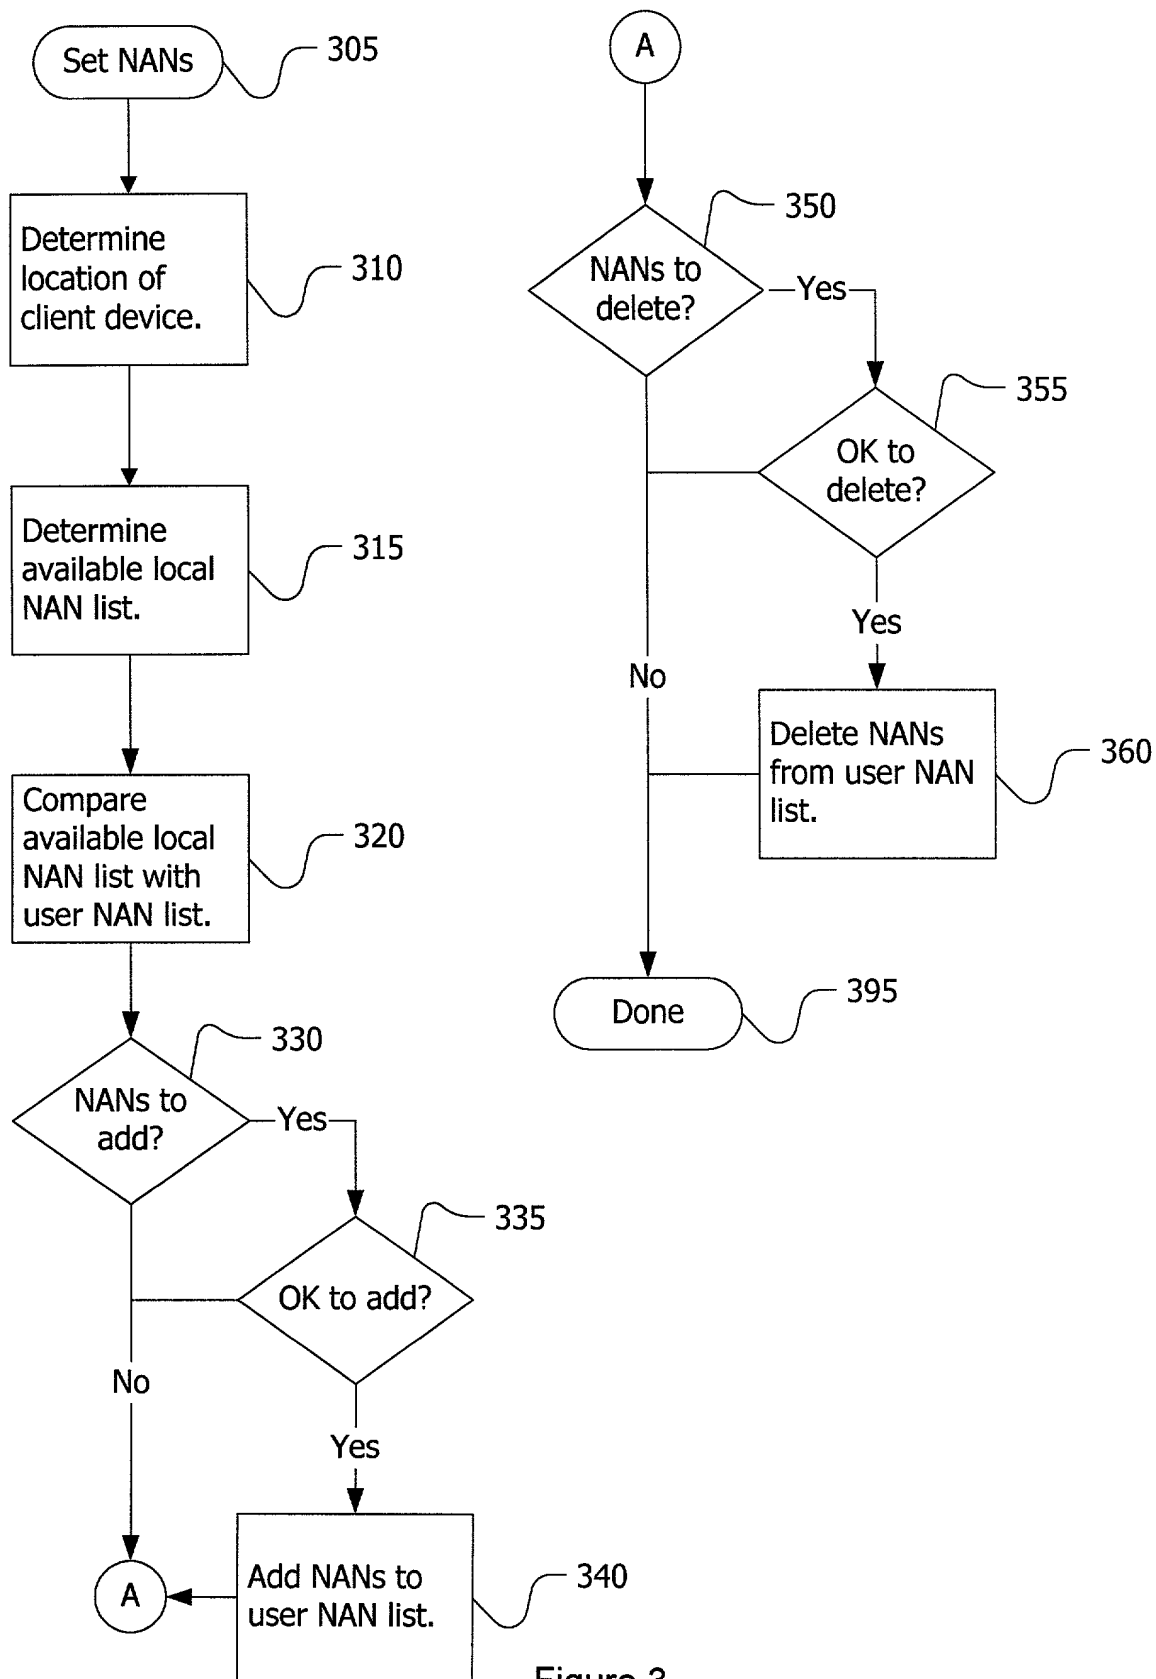 Set NANs
305
Determine
location of
client device.
310
Determine
available local
NAN list.
315
Compare
available local
NAN list with
user NAN list.
320
NANs to
add?
330
Yes
OK to add?
335
No
Yes
Add NANs to
user NAN list.
340
A
A
NANs to
delete?
350
Yes
OK to
delete?
355
Yes
No
Delete NANs
from user NAN
list.
360
Done
395
Figure 3